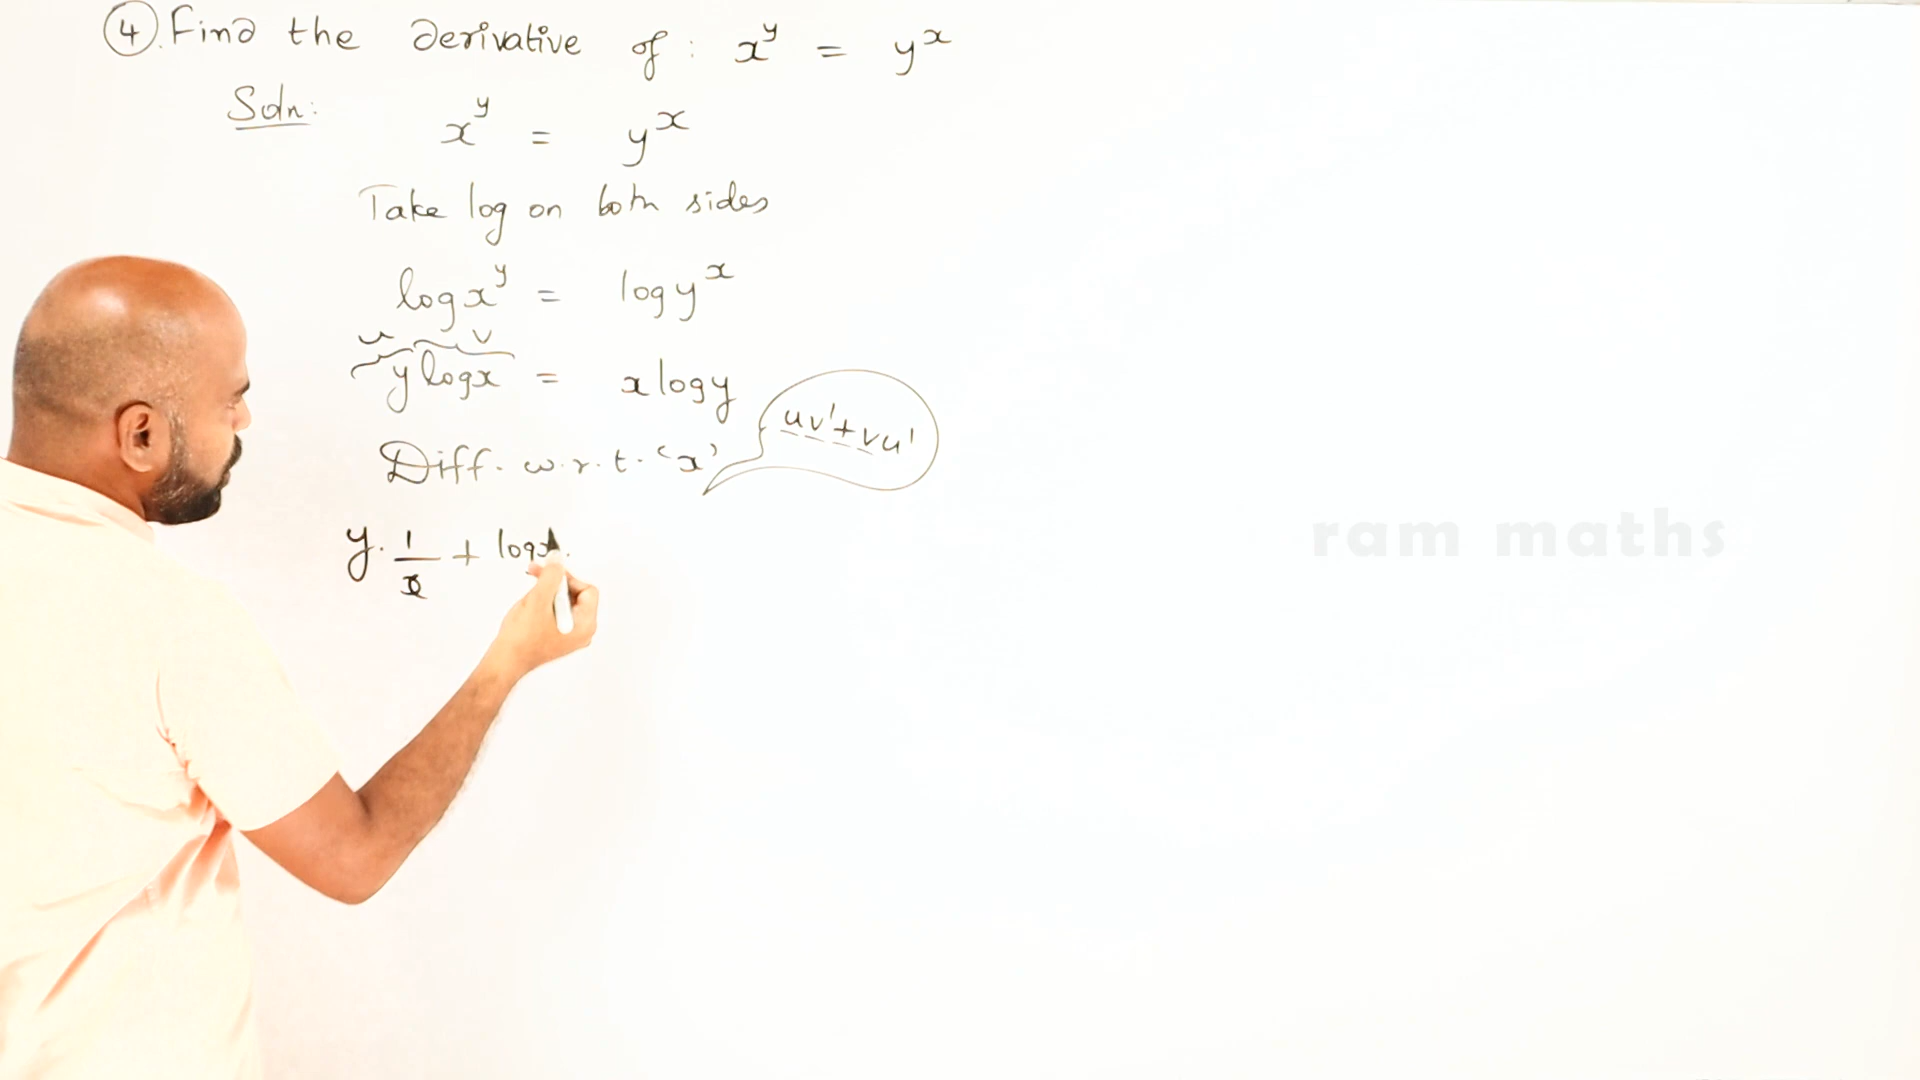 ④. Find the derivative of : x^y = y^x
Soln:
x^y = y^x
Take log on both sides
log x^y = log y^x
u v
y log x = x log y
uv' + vu'
Diff. w.r.t. 'x'
y · 1/x + log x ·
ram maths